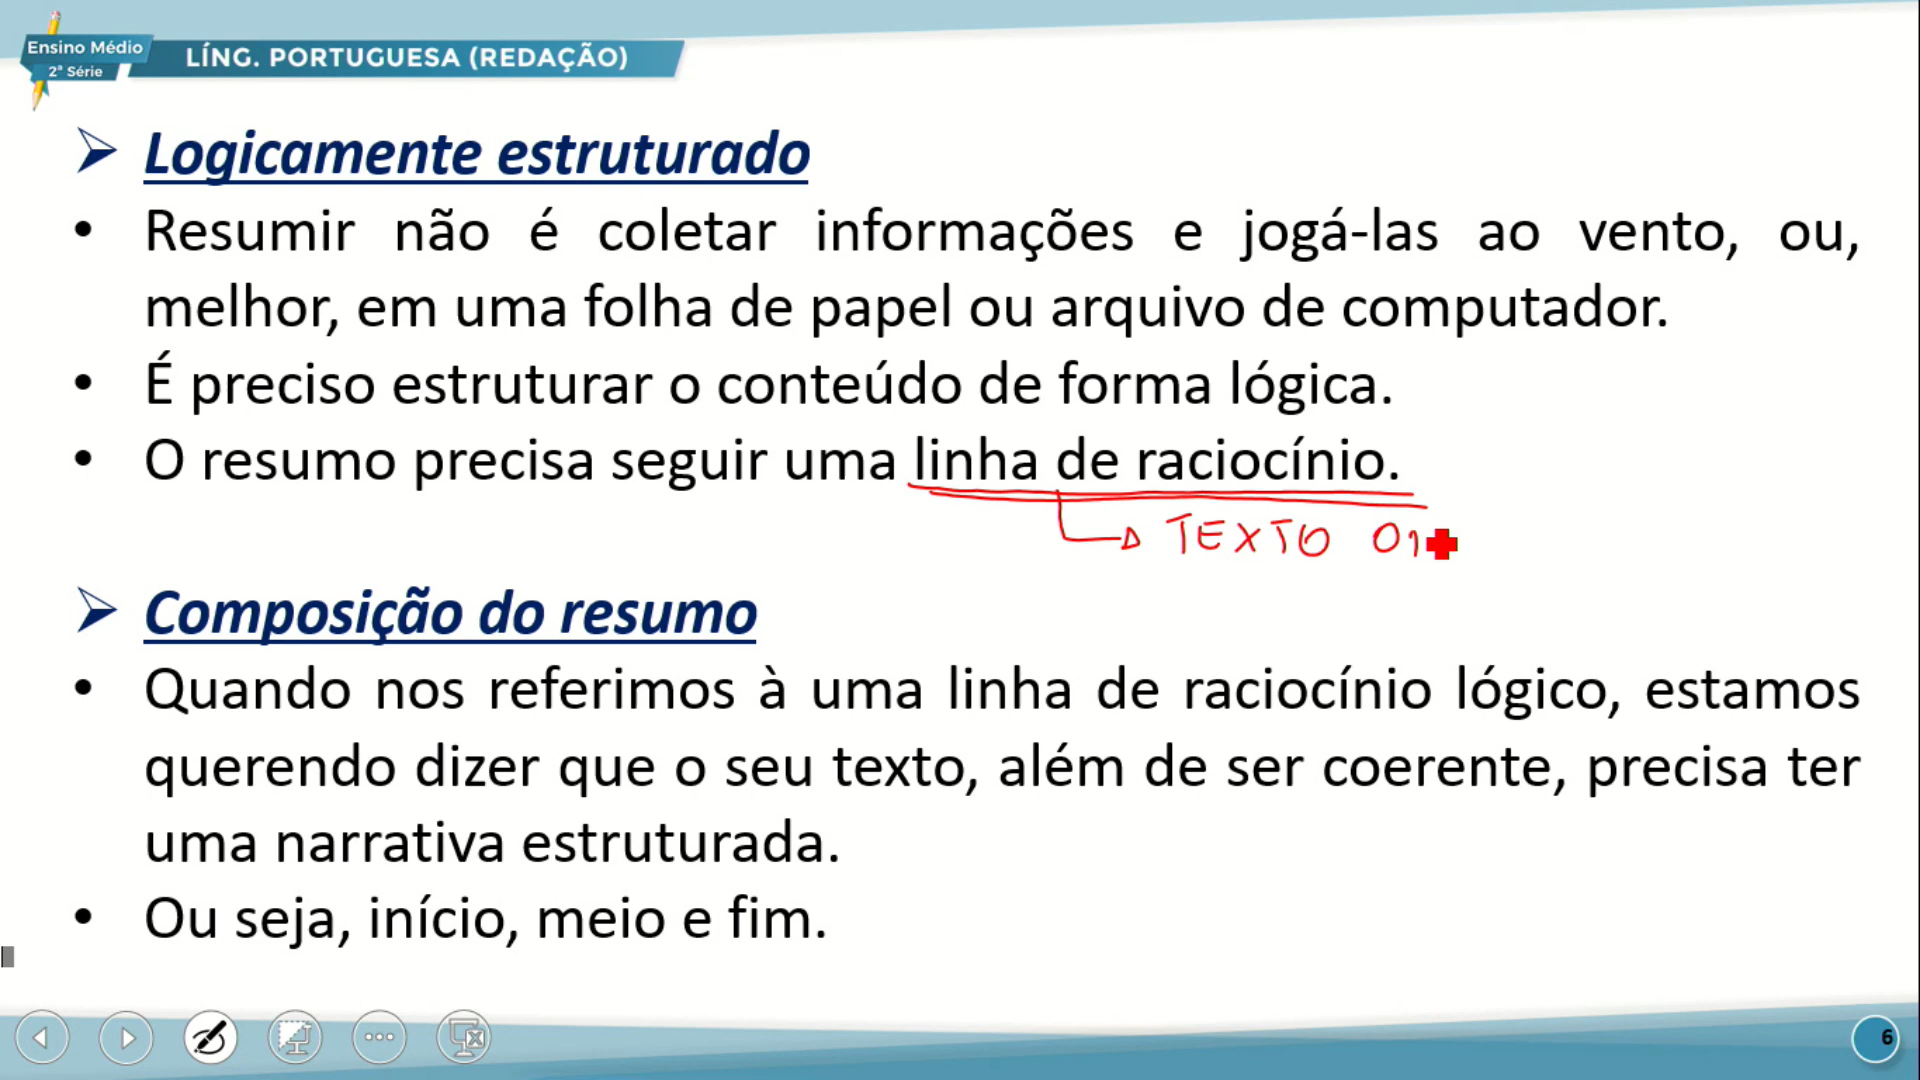 Ensino Médio
2ª Série
LÍNG. PORTUGUESA (REDAÇÃO)
Logicamente estruturado
• Resumir não é coletar informações e jogá-las ao vento, ou,
melhor, em uma folha de papel ou arquivo de computador.
• É preciso estruturar o conteúdo de forma lógica.
• O resumo precisa seguir uma linha de raciocínio.
TEXTO
Composição do resumo
• Quando nos referimos à uma linha de raciocínio lógico, estamos
querendo dizer que o seu texto, além de ser coerente, precisa ter
uma narrativa estruturada.
• Ou seja, início, meio e fim.
6